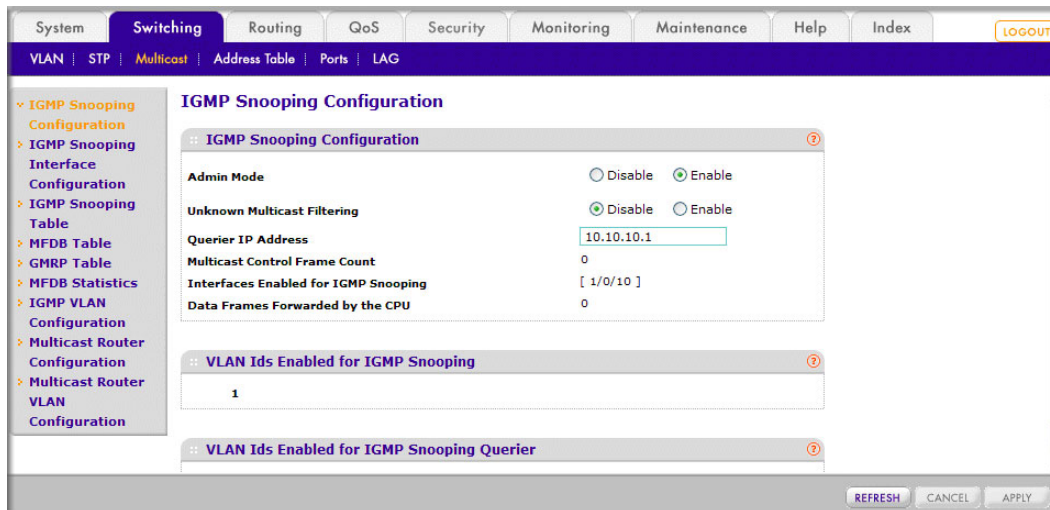 System Switching Routing QoS Security Monitoring Maintenance Help Index LOGOUT
VLAN | STP | Multicast | Address Table | Ports | LAG
IGMP Snooping
Configuration
IGMP Snooping
Interface
Configuration
IGMP Snooping
Table
MFDB Table
GMRP Table
MFDB Statistics
IGMP VLAN
Configuration
Multicast Router
Configuration
Multicast Router
VLAN
Configuration
IGMP Snooping Configuration
:: IGMP Snooping Configuration ?
Admin Mode Disable Enable
Unknown Multicast Filtering Disable Enable
Querier IP Address 10.10.10.1
Multicast Control Frame Count 0
Interfaces Enabled for IGMP Snooping [ 1/0/10 ]
Data Frames Forwarded by the CPU 0
:: VLAN Ids Enabled for IGMP Snooping ?
1
:: VLAN Ids Enabled for IGMP Snooping Querier ?
REFRESH CANCEL APPLY